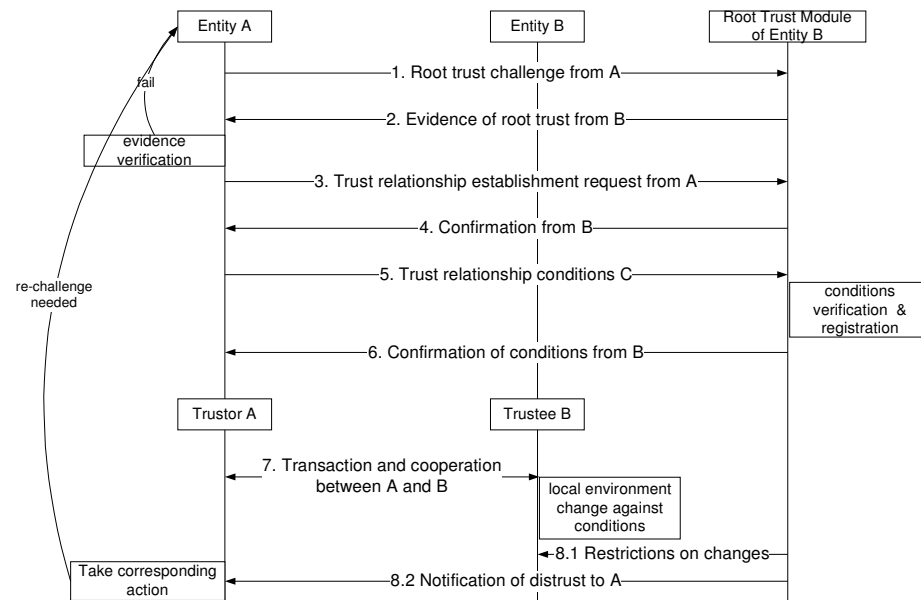 Entity A
Entity B
Root Trust Module
of Entity B
1. Root trust challenge from A
fail
2. Evidence of root trust from B
evidence
verification
3. Trust relationship establishment request from A
4. Confirmation from B
5. Trust relationship conditions C
re-challenge
needed
conditions
verification &
registration
6. Confirmation of conditions from B
Trustor A
Trustee B
7. Transaction and cooperation
between A and B
local environment
change against
conditions
8.1 Restrictions on changes
Take corresponding
action
8.2 Notification of distrust to A